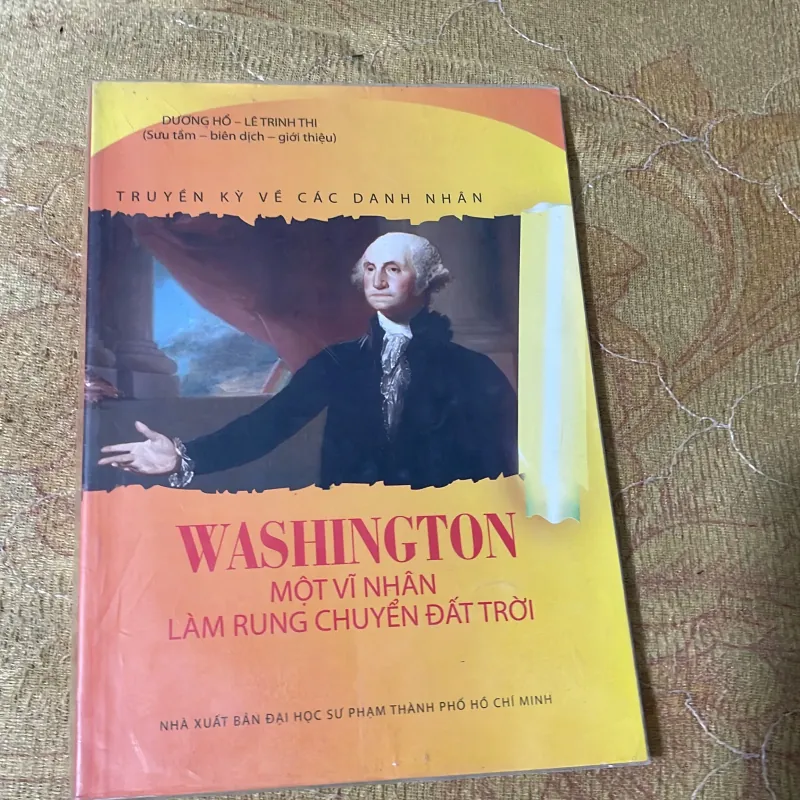 DƯƠNG HỒ – LÊ TRINH THI
(Sưu tầm – biên dịch – giới thiệu)
TRUYỀN KỲ VỀ CÁC DANH NHÂN
WASHINGTON
MỘT VĨ NHÂN
LÀM RUNG CHUYỂN ĐẤT TRỜI
NHÀ XUẤT BẢN ĐẠI HỌC SƯ PHẠM THÀNH PHỐ HỒ CHÍ MINH